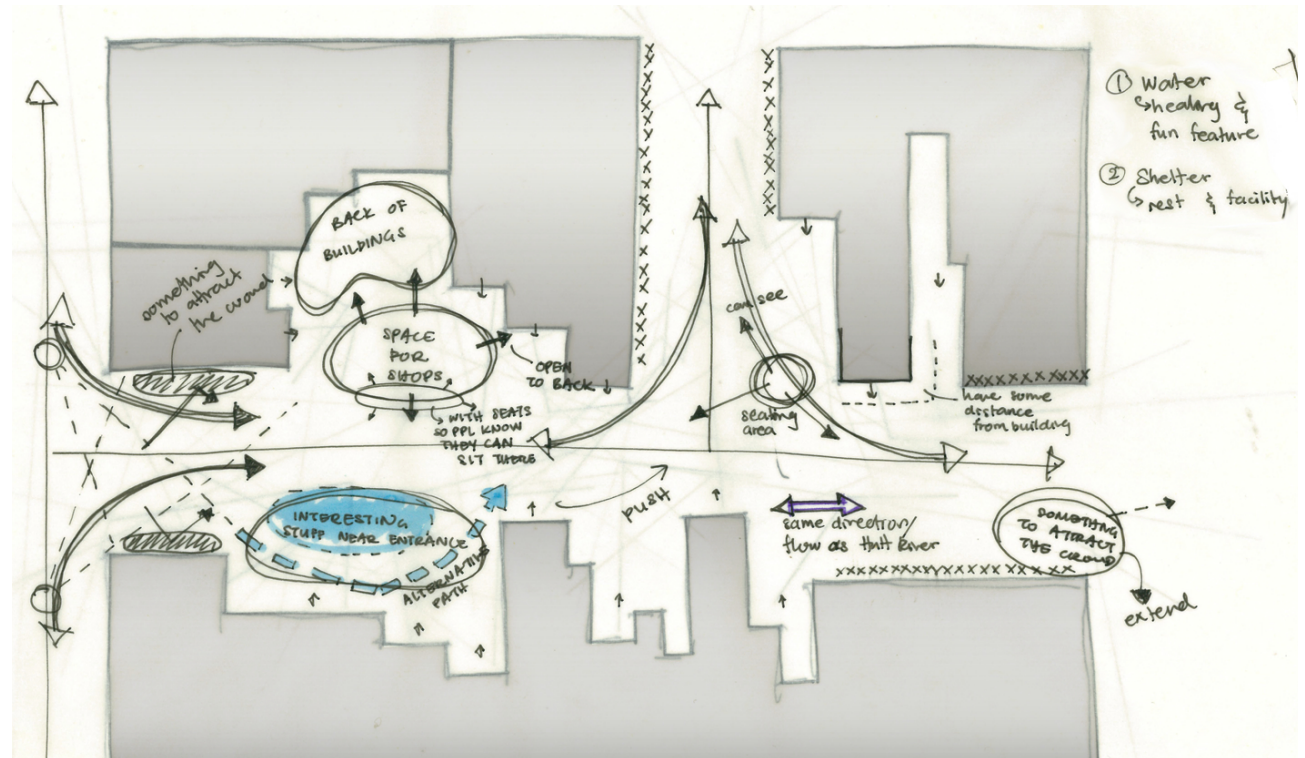 ① Water
↳ healing &
fun feature
② Shelter
↳ rest & facility
BACK OF
BUILDINGS
something
to attract
the crowd
SPACE
FOR
SHOPS
OPEN
TO BACK
↳ WITH SEATS
SO PPL KNOW
THEY CAN
SIT THERE
can see
seating
area
have some
distance
from building
INTERESTING
STUFF NEAR ENTRANCE
ALTERNATIVE
PATH
PUSH
same direction/
flow as Hutt River
SOMETHING
TO ATTRACT
THE CROWD
extend